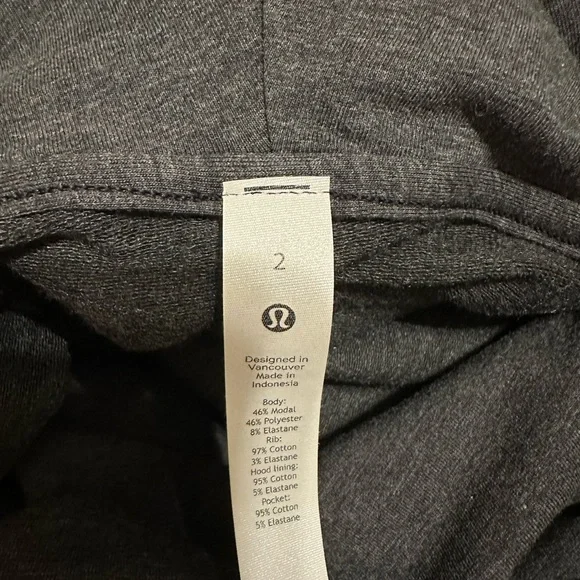 2
Designed in
Vancouver
Made in
Indonesia
Body:
46% Modal
46% Polyester
8% Elastane
Rib:
97% Cotton
3% Elastane
Hood lining:
95% Cotton
5% Elastane
Pocket:
95% Cotton
5% Elastane